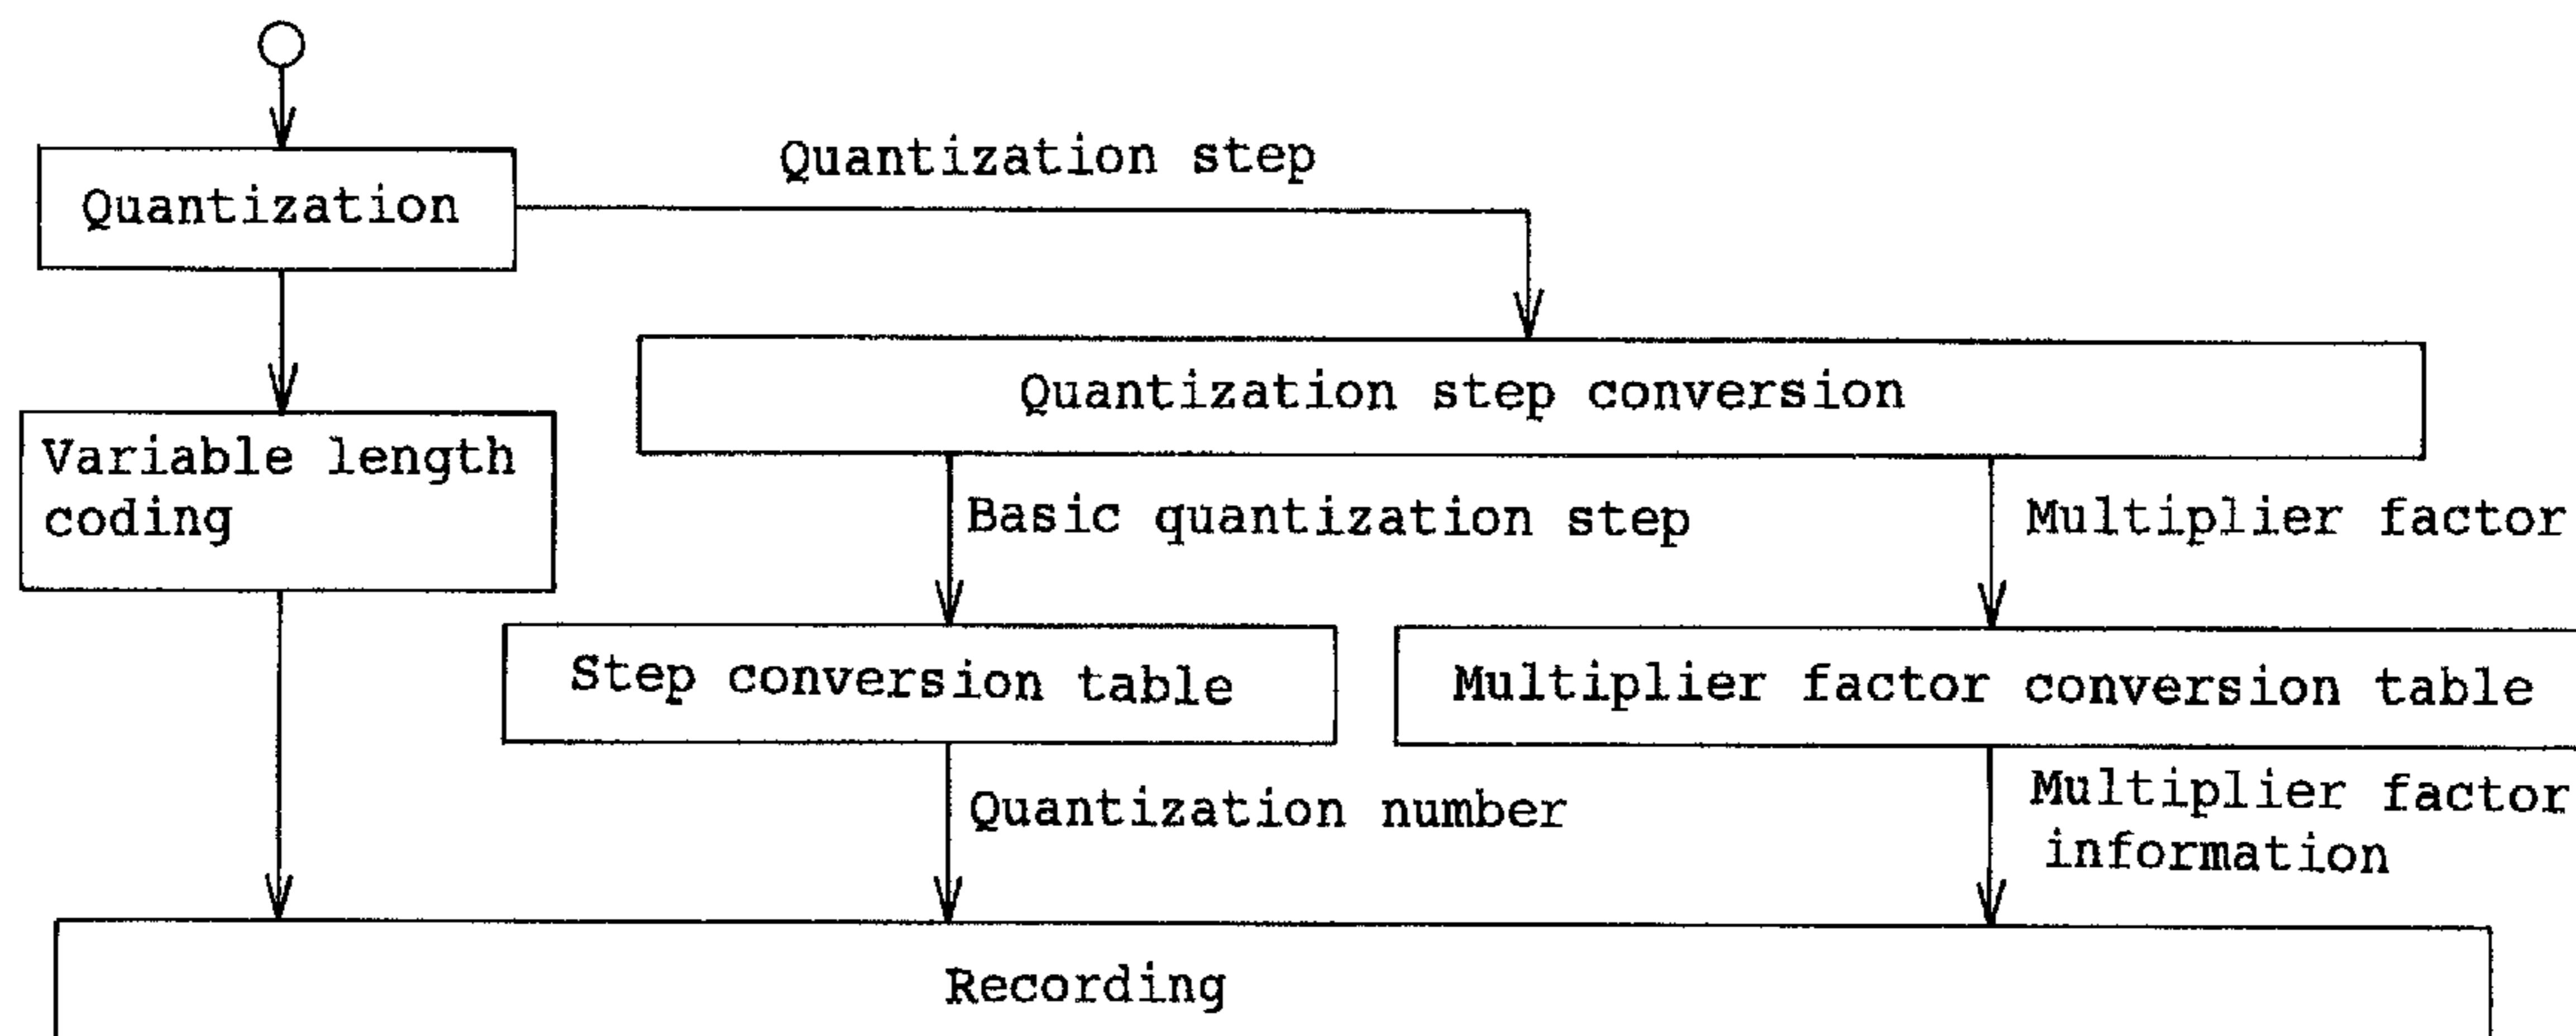 Quantization step
Quantization
Quantization step conversion
Variable length
coding
Basic quantization step
Multiplier factor
Step conversion table
Multiplier factor conversion table
Quantization number
Multiplier factor
information
Recording